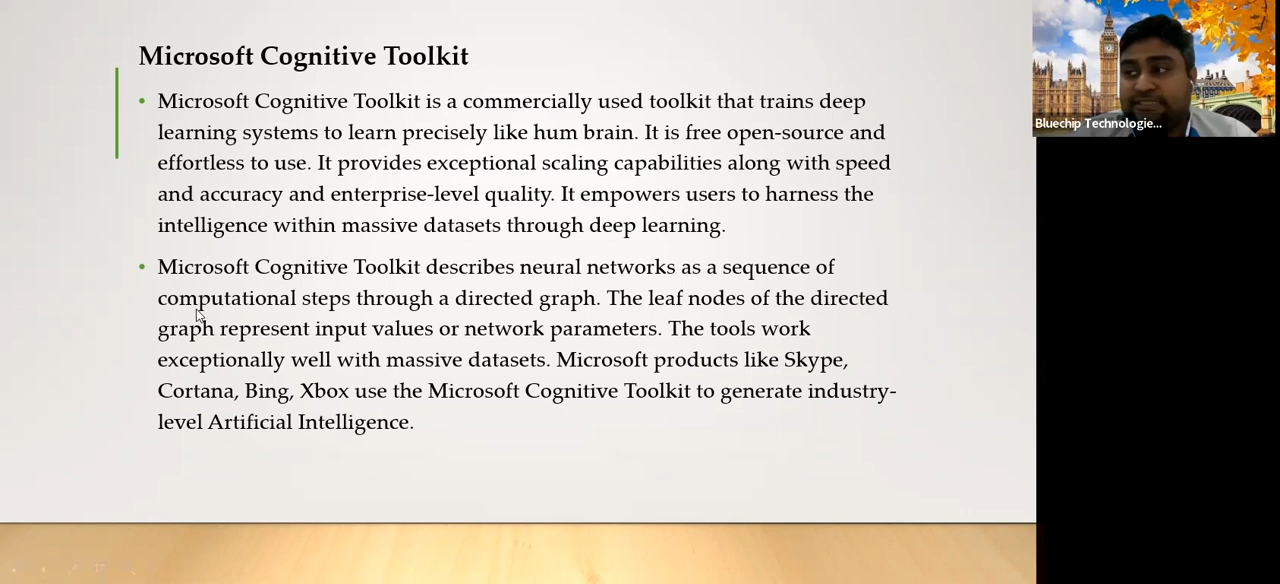 Microsoft Cognitive Toolkit
• Microsoft Cognitive Toolkit is a commercially used toolkit that trains deep
learning systems to learn precisely like hum brain. It is free open-source and
effortless to use. It provides exceptional scaling capabilities along with speed
and accuracy and enterprise-level quality. It empowers users to harness the
intelligence within massive datasets through deep learning.
• Microsoft Cognitive Toolkit describes neural networks as a sequence of
computational steps through a directed graph. The leaf nodes of the directed
graph represent input values or network parameters. The tools work
exceptionally well with massive datasets. Microsoft products like Skype,
Cortana, Bing, Xbox use the Microsoft Cognitive Toolkit to generate industry-
level Artificial Intelligence.
Bluechip Technologie...